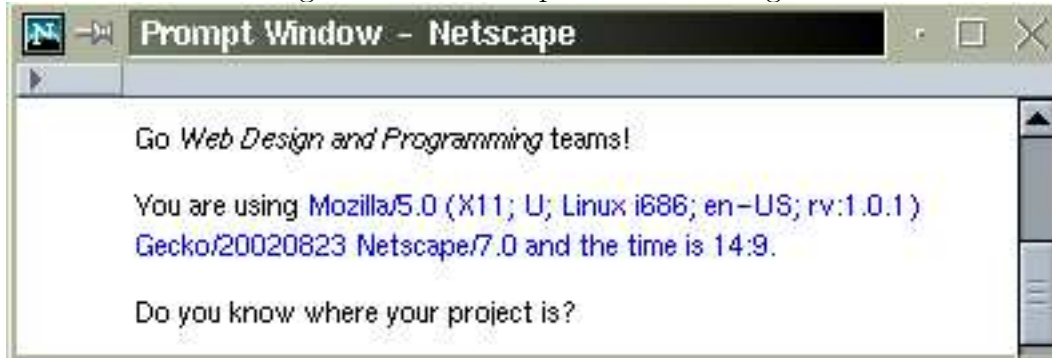 Prompt Window - Netscape
Go Web Design and Programming teams!
You are using Mozilla/5.0 (X11; U; Linux i686; en-US; rv:1.0.1)
Gecko/20020823 Netscape/7.0 and the time is 14:9.
Do you know where your project is?